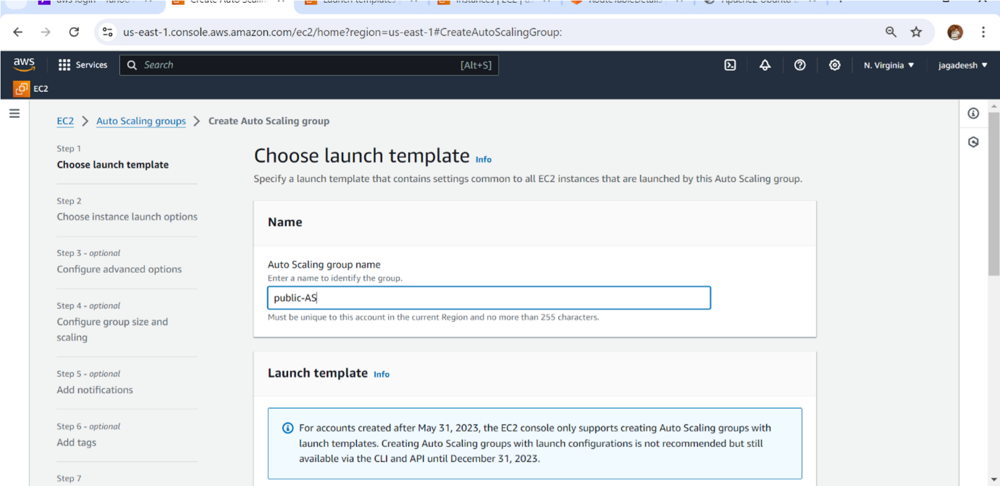 us-east-1.console.aws.amazon.com/ec2/home?region=us-east-1#CreateAutoScalingGroup:
aws
Services
Search
[Alt+S]
N. Virginia
jagadeesh
EC2
EC2 > Auto Scaling groups > Create Auto Scaling group
Step 1
Choose launch template
Step 2
Choose instance launch options
Step 3 - optional
Configure advanced options
Step 4 - optional
Configure group size and
scaling
Step 5 - optional
Add notifications
Step 6 - optional
Add tags
Step 7
Choose launch template Info
Specify a launch template that contains settings common to all EC2 instances that are launched by this Auto Scaling group.
Name
Auto Scaling group name
Enter a name to identify the group.
public-AS
Must be unique to this account in the current Region and no more than 255 characters.
Launch template Info
For accounts created after May 31, 2023, the EC2 console only supports creating Auto Scaling groups with
launch templates. Creating Auto Scaling groups with launch configurations is not recommended but still
available via the CLI and API until December 31, 2023.